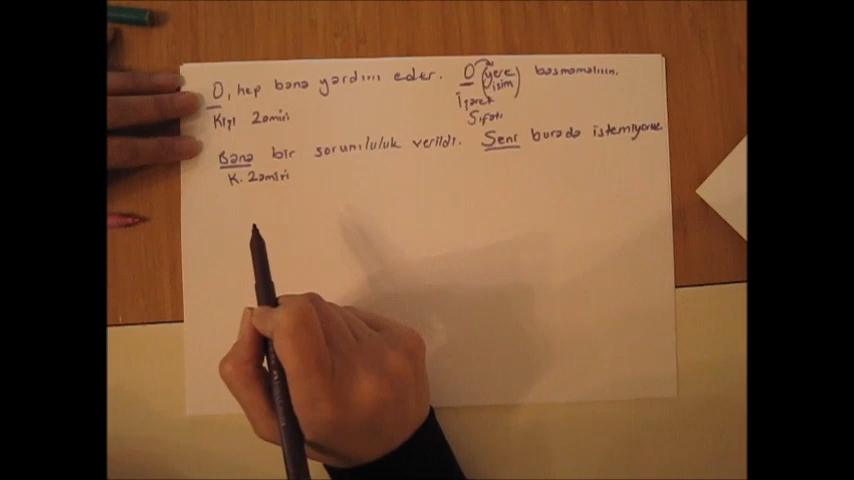 O, hep bana yardım eder. O (yere basmamalısın.
Kişi Zamiri İşaret isim)
Sıfatı
Bana bir sorumluluk verildi. Seni burada istemiyorum
K. Zamiri